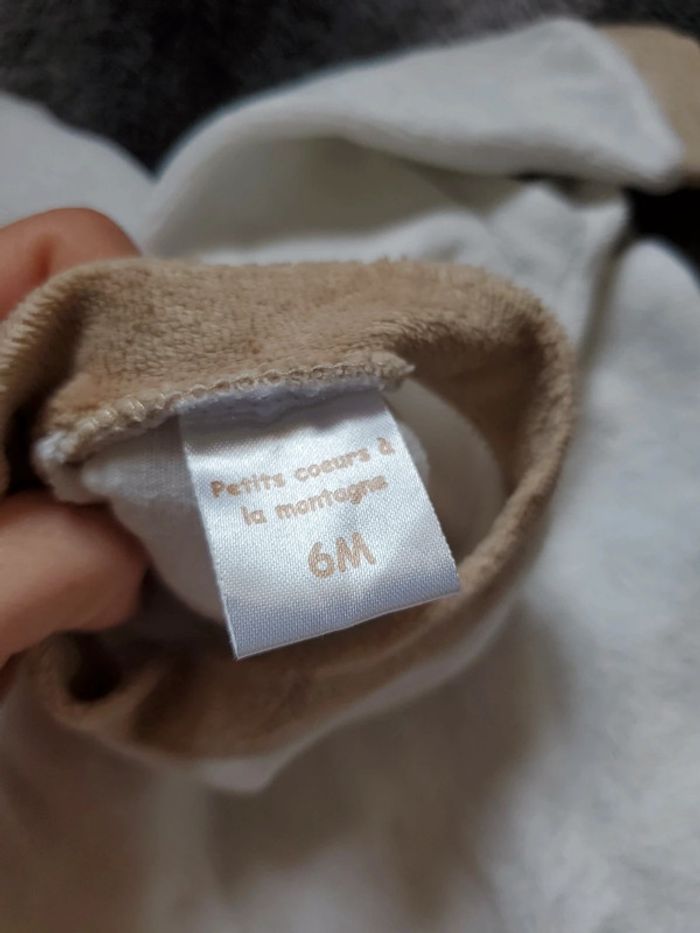 Petits coeurs à
la montagne
6M